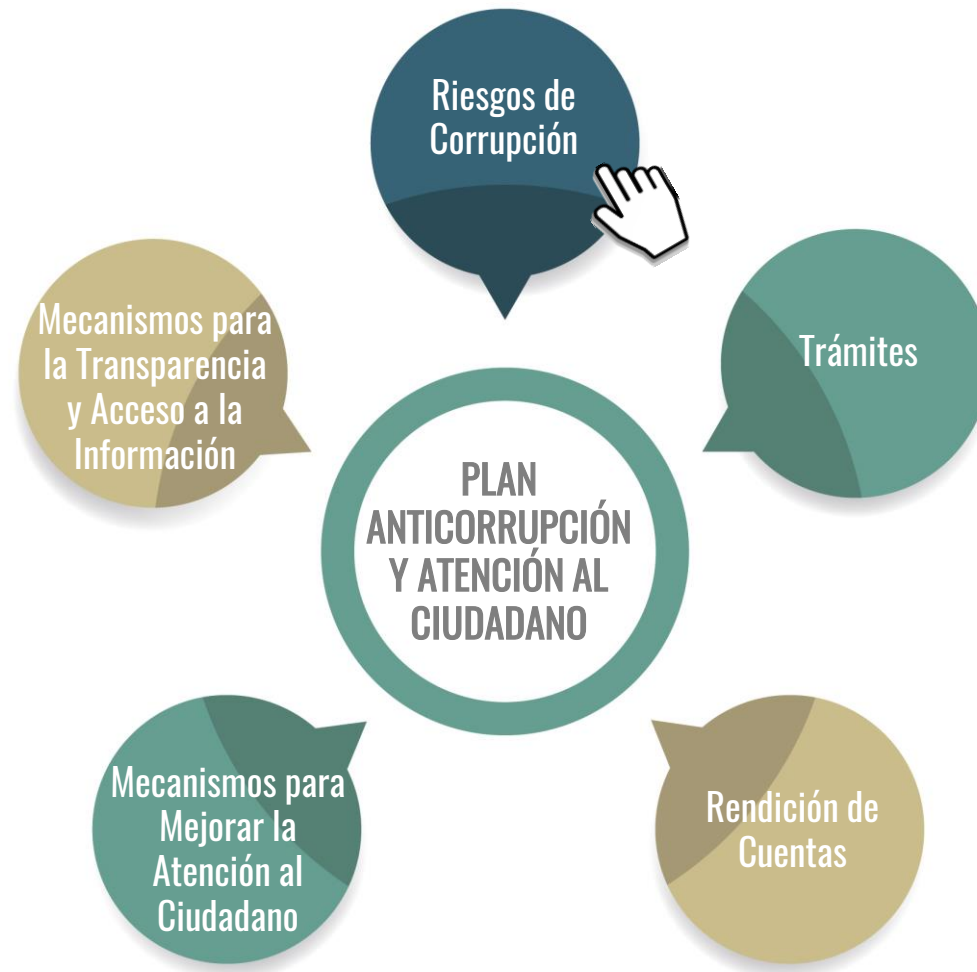 Riesgos de
Corrupción
Mecanismos para
la Transparencia
y Acceso a la
Información
Trámites
PLAN
ANTICORRUPCIÓN
Y ATENCIÓN AL
CIUDADANO
Mecanismos para
Mejorar la
Atención al
Ciudadano
Rendición de
Cuentas